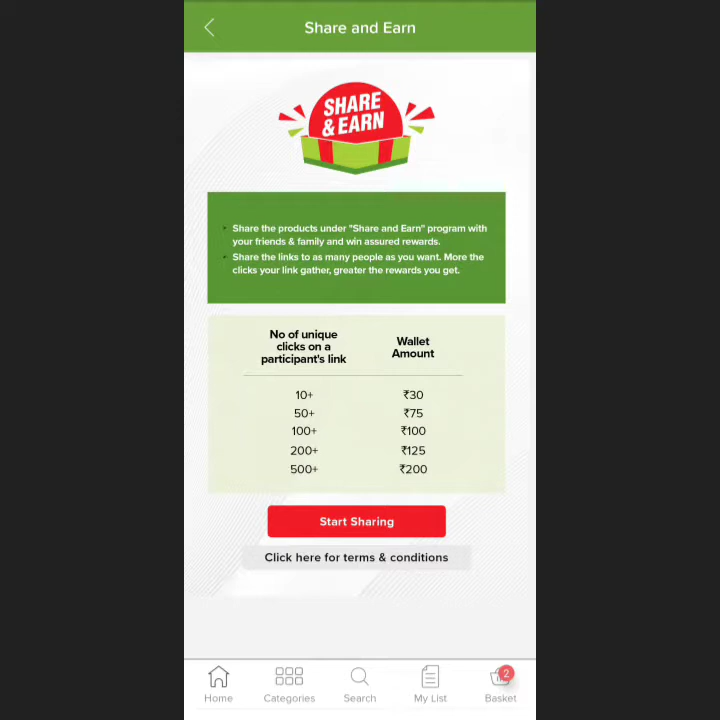 Share and Earn
SHARE
& EARN
Share the products under "Share and Earn" program with
your friends & family and win assured rewards.
Share the links to as many people as you want. More the
clicks your link gather, greater the rewards you get.
No of unique
clicks on a
participant's link
Wallet
Amount
10+ ₹30
50+ ₹75
100+ ₹100
200+ ₹125
500+ ₹200
Start Sharing
Click here for terms & conditions
2
Home Categories Search My List Basket